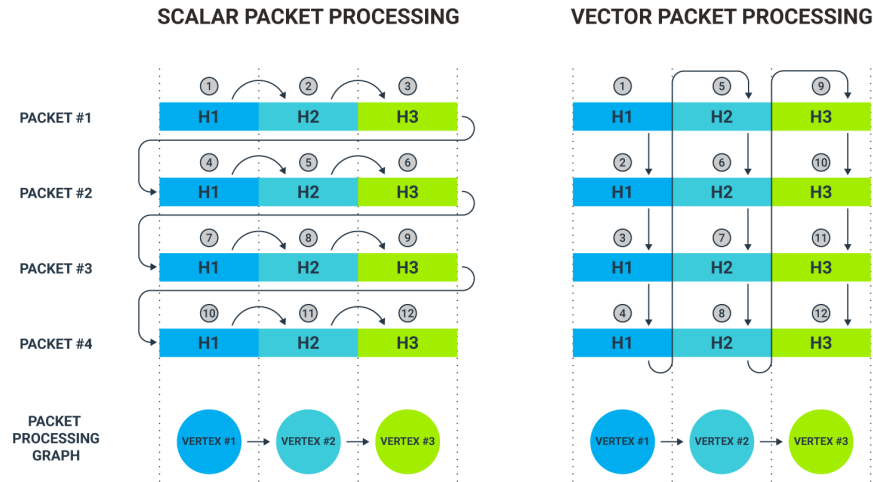 SCALAR PACKET PROCESSING
VECTOR PACKET PROCESSING
1 2 3
1 5 9
PACKET #1
H1 H2 H3
H1 H2 H3
4 5 6
2 6 10
PACKET #2
H1 H2 H3
H1 H2 H3
7 8 9
3 7 11
PACKET #3
H1 H2 H3
H1 H2 H3
10 11 12
4 8 12
PACKET #4
H1 H2 H3
H1 H2 H3
PACKET
PROCESSING
GRAPH
VERTEX #1 VERTEX #2 VERTEX #3
VERTEX #1 VERTEX #2 VERTEX #3